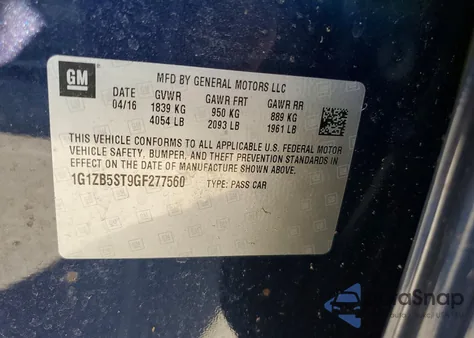 GM
MFD BY GENERAL MOTORS LLC
DATE GVWR GAWR FRT GAWR RR
04/16 1839 KG 950 KG 889 KG
4054 LB 2093 LB 1961 LB
THIS VEHICLE CONFORMS TO ALL APPLICABLE U.S. FEDERAL MOTOR
VEHICLE SAFETY, BUMPER, AND THEFT PREVENTION STANDARDS IN
EFFECT ON THE DATE OF MANUFACTURE SHOWN ABOVE.
1G1ZB5ST9GF277560 TYPE: PASS CAR